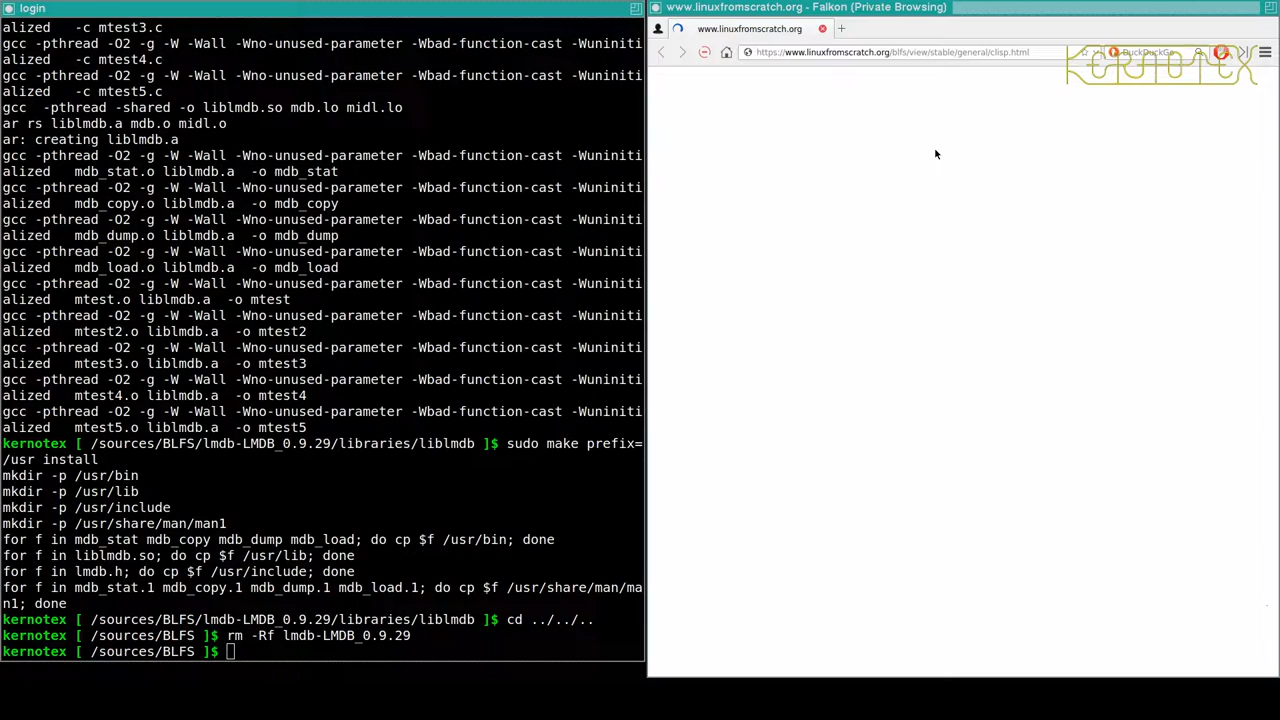 login
alized   -c mtest3.c
gcc -pthread -O2 -g -W -Wall -Wno-unused-parameter -Wbad-function-cast -Wuniniti
alized   -c mtest4.c
gcc -pthread -O2 -g -W -Wall -Wno-unused-parameter -Wbad-function-cast -Wuniniti
alized   -c mtest5.c
gcc  -pthread -shared -o liblmdb.so mdb.lo midl.lo
ar rs liblmdb.a mdb.o midl.o
ar: creating liblmdb.a
gcc -pthread -O2 -g -W -Wall -Wno-unused-parameter -Wbad-function-cast -Wuniniti
alized   mdb_stat.o liblmdb.a  -o mdb_stat
gcc -pthread -O2 -g -W -Wall -Wno-unused-parameter -Wbad-function-cast -Wuniniti
alized   mdb_copy.o liblmdb.a  -o mdb_copy
gcc -pthread -O2 -g -W -Wall -Wno-unused-parameter -Wbad-function-cast -Wuniniti
alized   mdb_dump.o liblmdb.a  -o mdb_dump
gcc -pthread -O2 -g -W -Wall -Wno-unused-parameter -Wbad-function-cast -Wuniniti
alized   mdb_load.o liblmdb.a  -o mdb_load
gcc -pthread -O2 -g -W -Wall -Wno-unused-parameter -Wbad-function-cast -Wuniniti
alized   mtest.o liblmdb.a  -o mtest
gcc -pthread -O2 -g -W -Wall -Wno-unused-parameter -Wbad-function-cast -Wuniniti
alized   mtest2.o liblmdb.a  -o mtest2
gcc -pthread -O2 -g -W -Wall -Wno-unused-parameter -Wbad-function-cast -Wuniniti
alized   mtest3.o liblmdb.a  -o mtest3
gcc -pthread -O2 -g -W -Wall -Wno-unused-parameter -Wbad-function-cast -Wuniniti
alized   mtest4.o liblmdb.a  -o mtest4
gcc -pthread -O2 -g -W -Wall -Wno-unused-parameter -Wbad-function-cast -Wuniniti
alized   mtest5.o liblmdb.a  -o mtest5
kernotex [ /sources/BLFS/lmdb-LMDB_0.9.29/libraries/liblmdb ]$ sudo make prefix=
/usr install
mkdir -p /usr/bin
mkdir -p /usr/lib
mkdir -p /usr/include
mkdir -p /usr/share/man/man1
for f in mdb_stat mdb_copy mdb_dump mdb_load; do cp $f /usr/bin; done
for f in liblmdb.so; do cp $f /usr/lib; done
for f in lmdb.h; do cp $f /usr/include; done
for f in mdb_stat.1 mdb_copy.1 mdb_dump.1 mdb_load.1; do cp $f /usr/share/man/ma
n1; done
kernotex [ /sources/BLFS/lmdb-LMDB_0.9.29/libraries/liblmdb ]$ cd ../../..
kernotex [ /sources/BLFS ]$ rm -Rf lmdb-LMDB_0.9.29
kernotex [ /sources/BLFS ]$
www.linuxfromscratch.org - Falkon (Private Browsing)
www.linuxfromscratch.org
https://www.linuxfromscratch.org/blfs/view/stable/general/clisp.html
DuckDuckGo
KERNOTEX